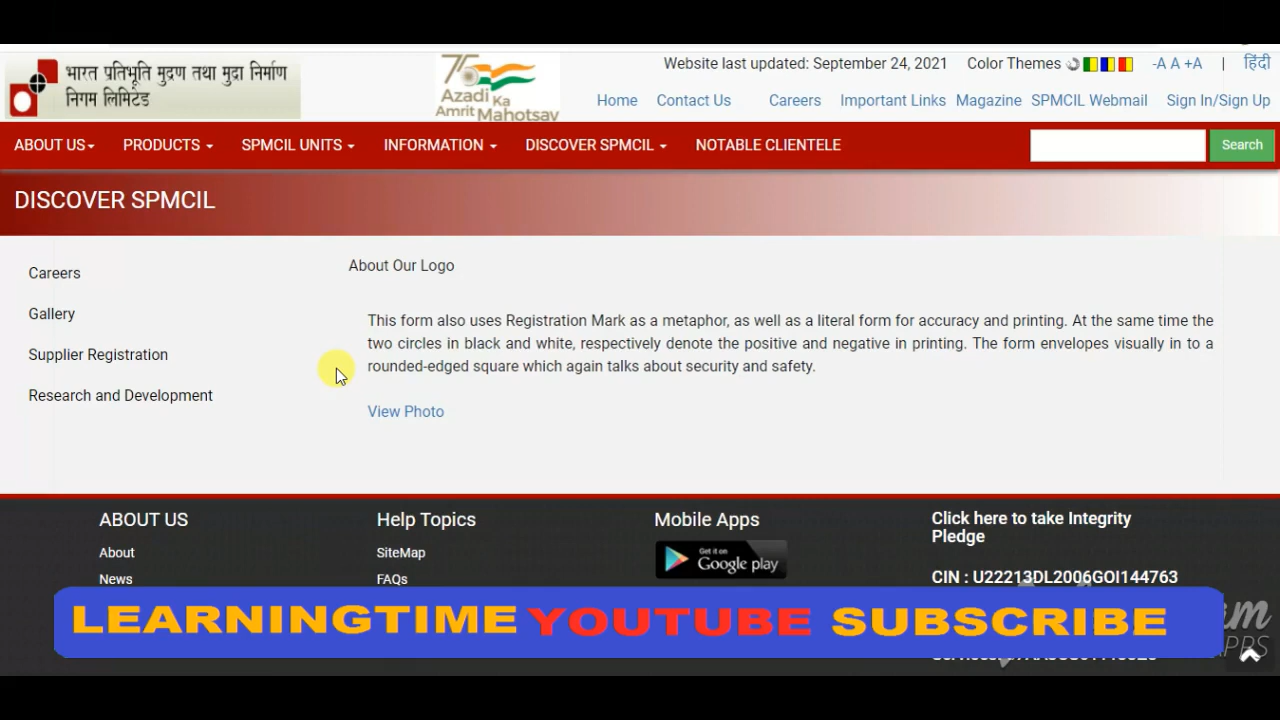 भारत प्रतिभूति मुद्रण तथा मुद्रा निर्माण
निगम लिमिटेड
75
Azadi Ka
Amrit Mahotsav
Website last updated: September 24, 2021 Color Themes -A A +A | हिंदी
Home Contact Us Careers Important Links Magazine SPMCIL Webmail Sign In/Sign Up
ABOUT US PRODUCTS SPMCIL UNITS INFORMATION DISCOVER SPMCIL NOTABLE CLIENTELE Search
DISCOVER SPMCIL
Careers
Gallery
Supplier Registration
Research and Development
About Our Logo
This form also uses Registration Mark as a metaphor, as well as a literal form for accuracy and printing. At the same time the
two circles in black and white, respectively denote the positive and negative in printing. The form envelopes visually in to a
rounded-edged square which again talks about security and safety.
View Photo
ABOUT US Help Topics Mobile Apps Click here to take Integrity
Pledge
About SiteMap Get it on Google play
News FAQs CIN : U22213DL2006GOI144763
LEARNINGTIME YOUTUBE SUBSCRIBE